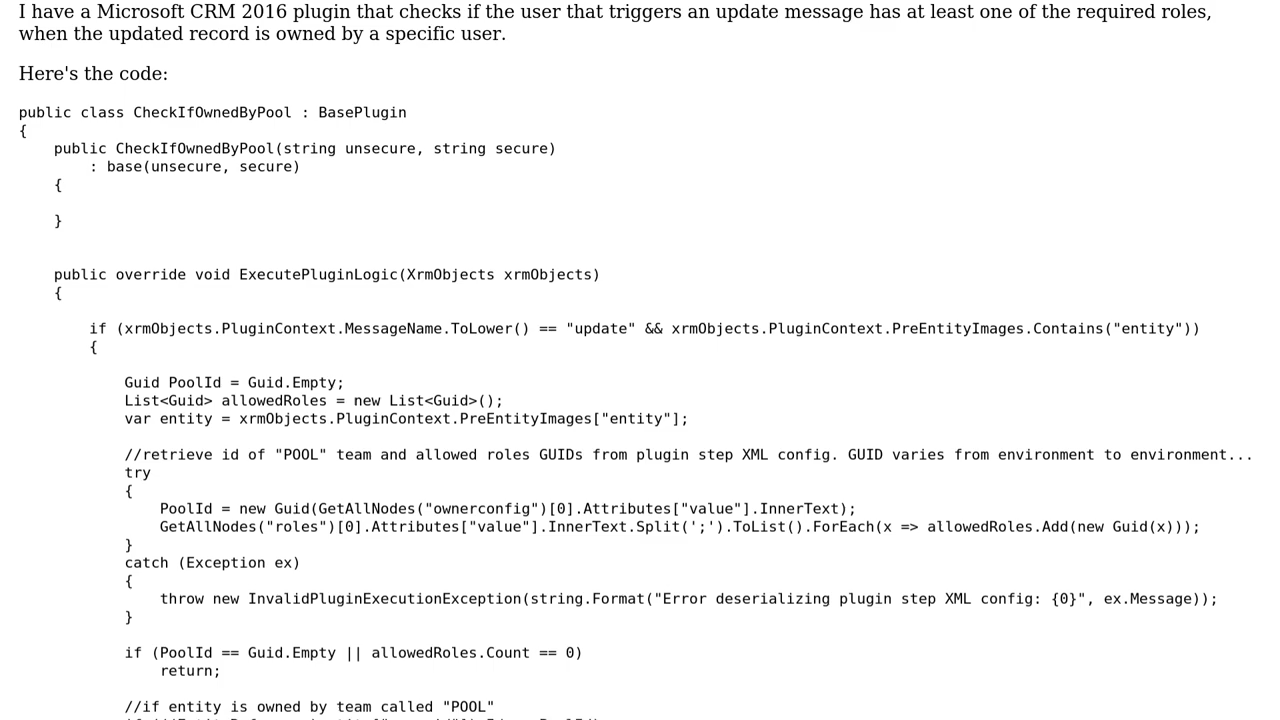 I have a Microsoft CRM 2016 plugin that checks if the user that triggers an update message has at least one of the required roles,
when the updated record is owned by a specific user.
Here's the code:
public class CheckIfOwnedByPool : BasePlugin
{
    public CheckIfOwnedByPool(string unsecure, string secure)
        : base(unsecure, secure)
    {
    }
    public override void ExecutePluginLogic(XrmObjects xrmObjects)
    {
        if (xrmObjects.PluginContext.MessageName.ToLower() == "update" && xrmObjects.PluginContext.PreEntityImages.Contains("entity"))
        {
            Guid PoolId = Guid.Empty;
            List<Guid> allowedRoles = new List<Guid>();
            var entity = xrmObjects.PluginContext.PreEntityImages["entity"];
            //retrieve id of "POOL" team and allowed roles GUIDs from plugin step XML config. GUID varies from environment to environment...
            try
            {
                PoolId = new Guid(GetAllNodes("ownerconfig")[0].Attributes["value"].InnerText);
                GetAllNodes("roles")[0].Attributes["value"].InnerText.Split(';').ToList().ForEach(x => allowedRoles.Add(new Guid(x)));
            }
            catch (Exception ex)
            {
                throw new InvalidPluginExecutionException(string.Format("Error deserializing plugin step XML config: {0}", ex.Message));
            }
            if (PoolId == Guid.Empty || allowedRoles.Count == 0)
                return;
            //if entity is owned by team called "POOL"